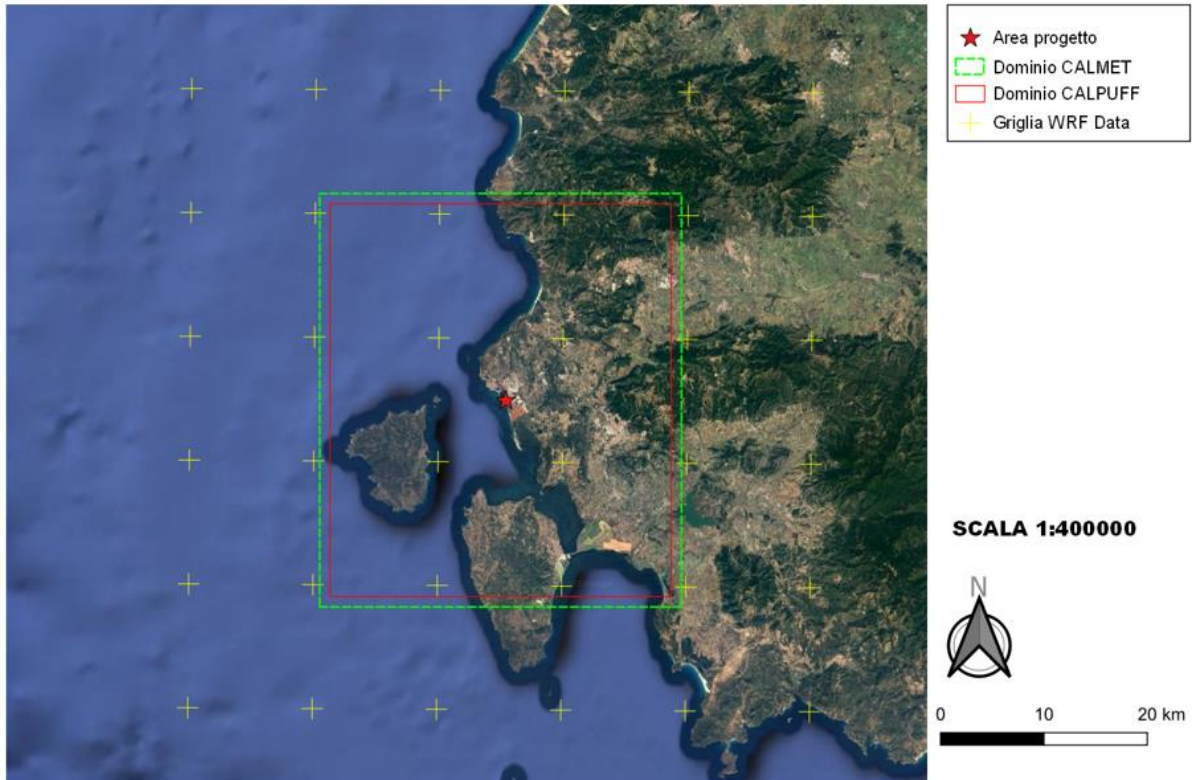 Area progetto
Dominio CALMET
Dominio CALPUFF
Griglia WRF Data
SCALA 1:400000
N
0 10 20 km